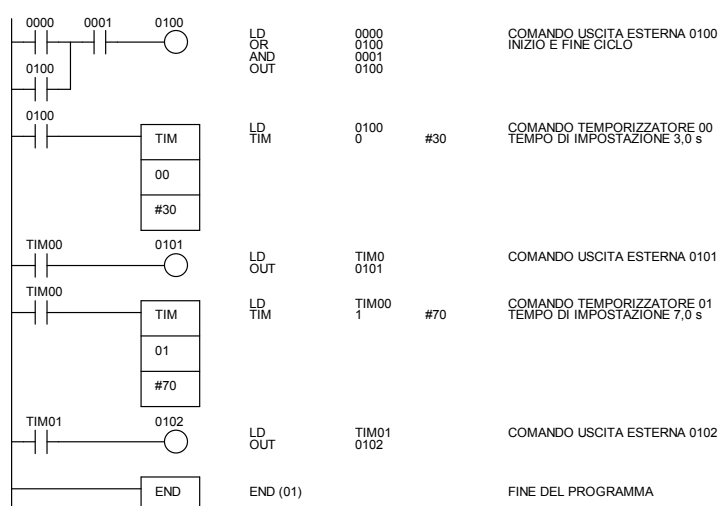 0000 0001 0100
LD 0000 COMANDO USCITA ESTERNA 0100
OR 0100 INIZIO E FINE CICLO
AND 0001
OUT 0100
0100
0100
TIM
00
#30
LD 0100 COMANDO TEMPORIZZATORE 00
TIM 0 #30 TEMPO DI IMPOSTAZIONE 3,0 s
TIM00 0101
LD TIM0 COMANDO USCITA ESTERNA 0101
OUT 0101
TIM00
TIM
01
#70
LD TIM00 COMANDO TEMPORIZZATORE 01
TIM 1 #70 TEMPO DI IMPOSTAZIONE 7,0 s
TIM01 0102
LD TIM01 COMANDO USCITA ESTERNA 0102
OUT 0102
END END (01) FINE DEL PROGRAMMA